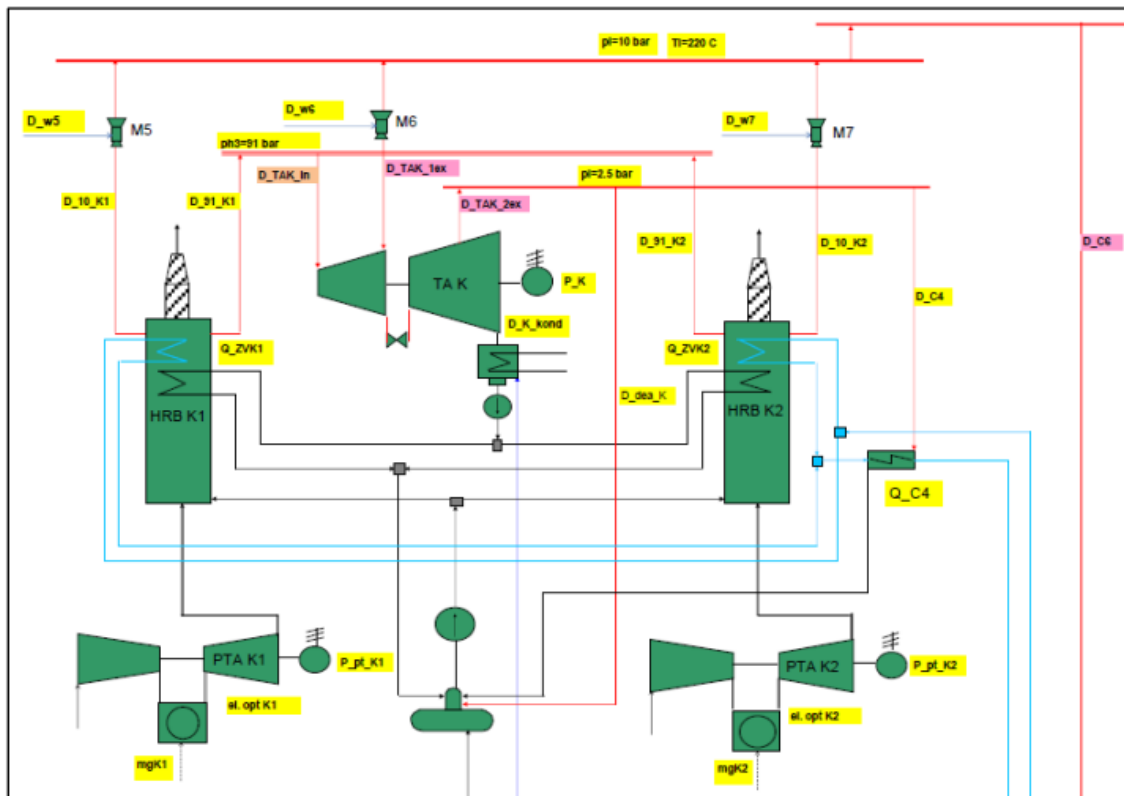 pi=10 bar TI=220 C
D_w5
M5
D_w6
M6
D_w7
M7
ph3=91 bar
D_TAK_in
D_TAK_1ex
pi=2.5 bar
D_10_K1
D_91_K1
D_TAK_2ex
D_91_K2
D_10_K2
D_C6
TA K
P_K
D_C4
D_K_kond
Q_ZVK1
Q_ZVK2
D_dea_K
HRB K1
HRB K2
Q_C4
PTA K1
P_pt_K1
PTA K2
P_pt_K2
el. opt K1
el. opt K2
mgK1
mgK2